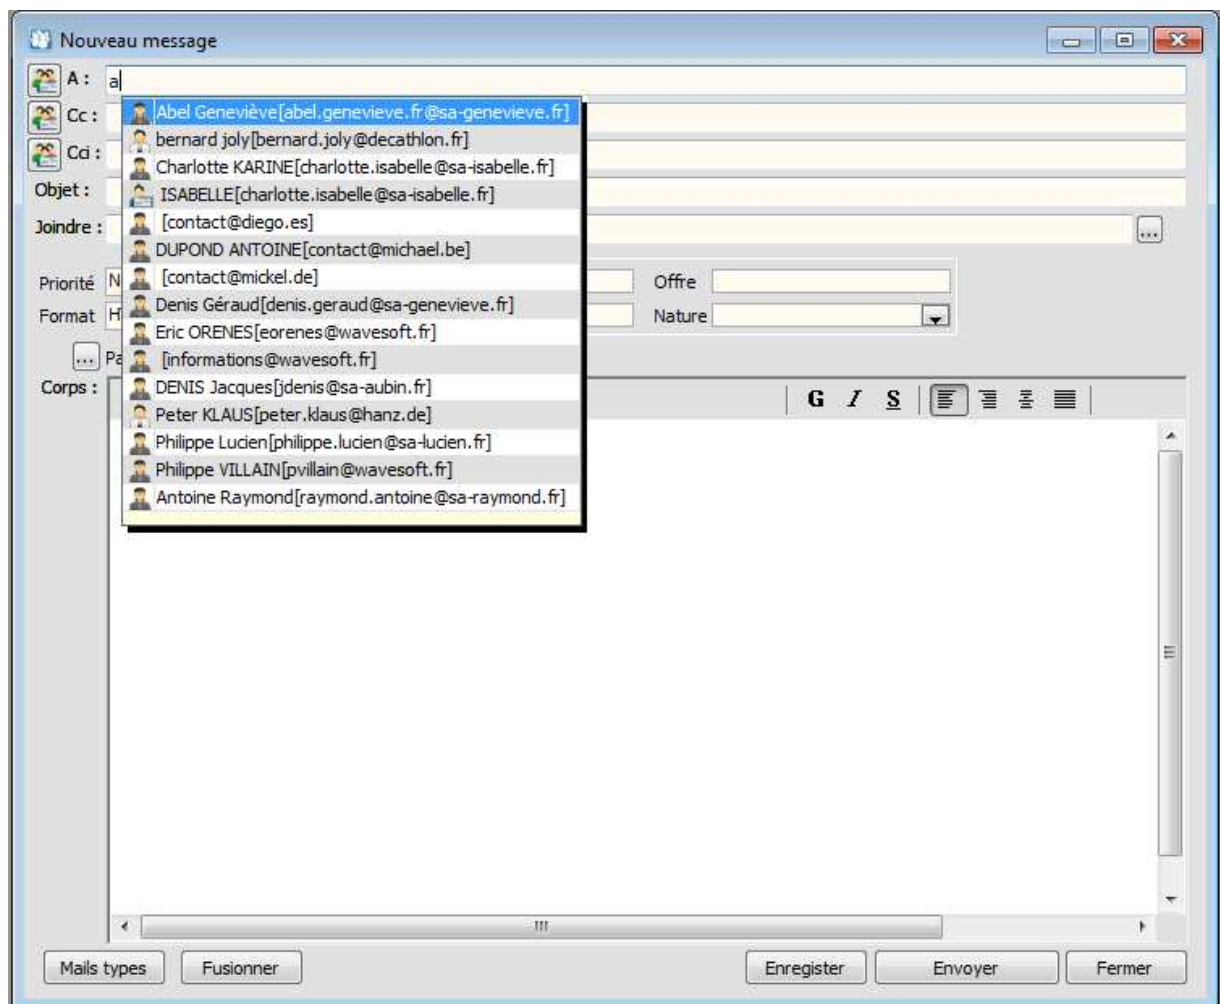 Nouveau message
A : a
Cc :
Cci :
Objet :
Joindre : ...
Abel Geneviève[abel.genevieve.fr@sa-genevieve.fr]
bernard joly[bernard.joly@decathlon.fr]
Charlotte KARINE[charlotte.isabelle@sa-isabelle.fr]
ISABELLE[charlotte.isabelle@sa-isabelle.fr]
[contact@diego.es]
DUPOND ANTOINE[contact@michael.be]
[contact@mickel.de]
Denis Géraud[denis.geraud@sa-genevieve.fr]
Eric ORENES[eorenes@wavesoft.fr]
[informations@wavesoft.fr]
DENIS Jacques[jdenis@sa-aubin.fr]
Peter KLAUS[peter.klaus@hanz.de]
Philippe Lucien[philippe.lucien@sa-lucien.fr]
Philippe VILLAIN[pvillain@wavesoft.fr]
Antoine Raymond[raymond.antoine@sa-raymond.fr]
Priorité N Offre
Format H Nature
... Pa
Corps : G I S
Mails types Fusionner Enregister Envoyer Fermer